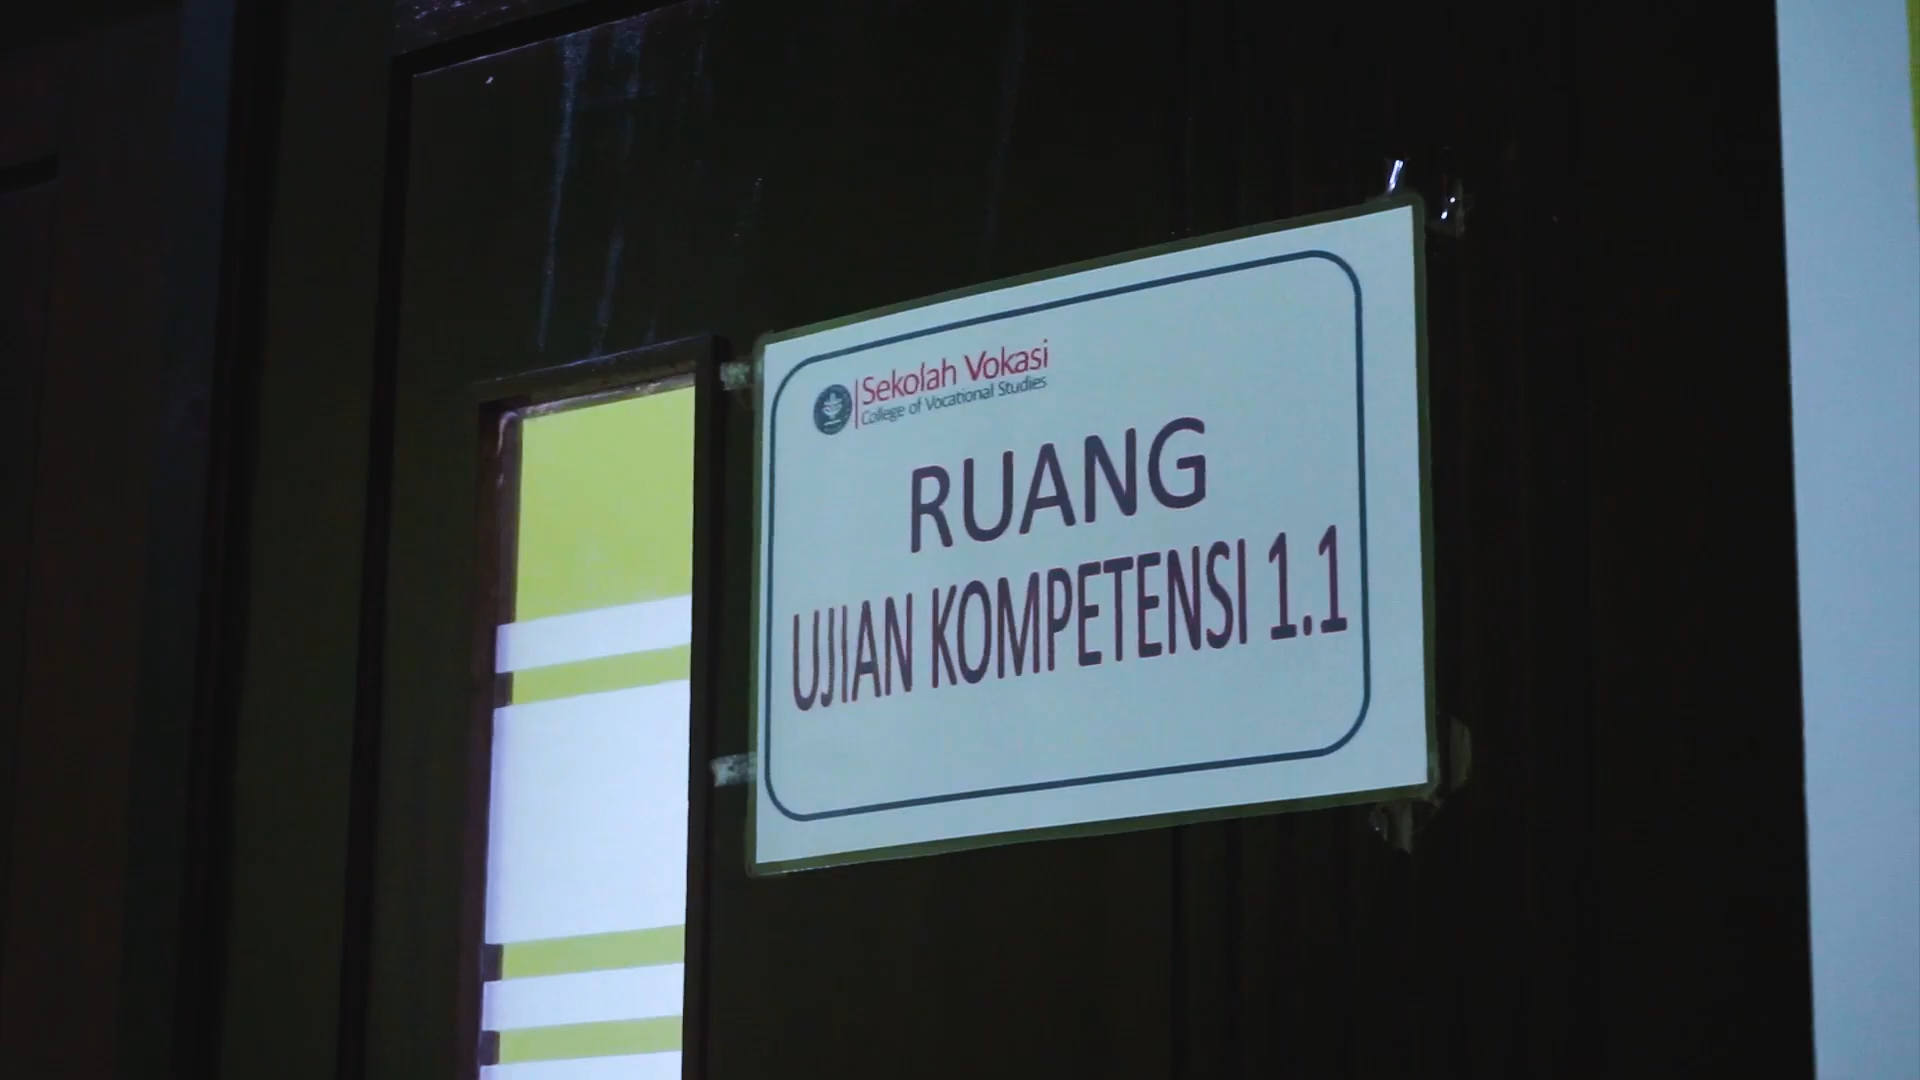 Sekolah Vokasi
College of Vocational Studies
RUANG
UJIAN KOMPETENSI 1.1